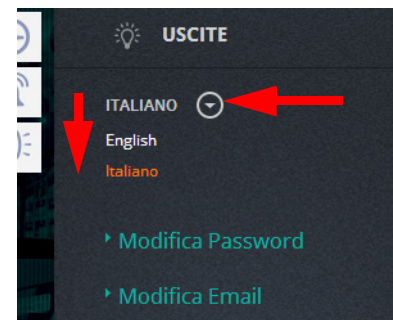 USCITE
ITALIANO
English
Italiano
Modifica Password
Modifica Email